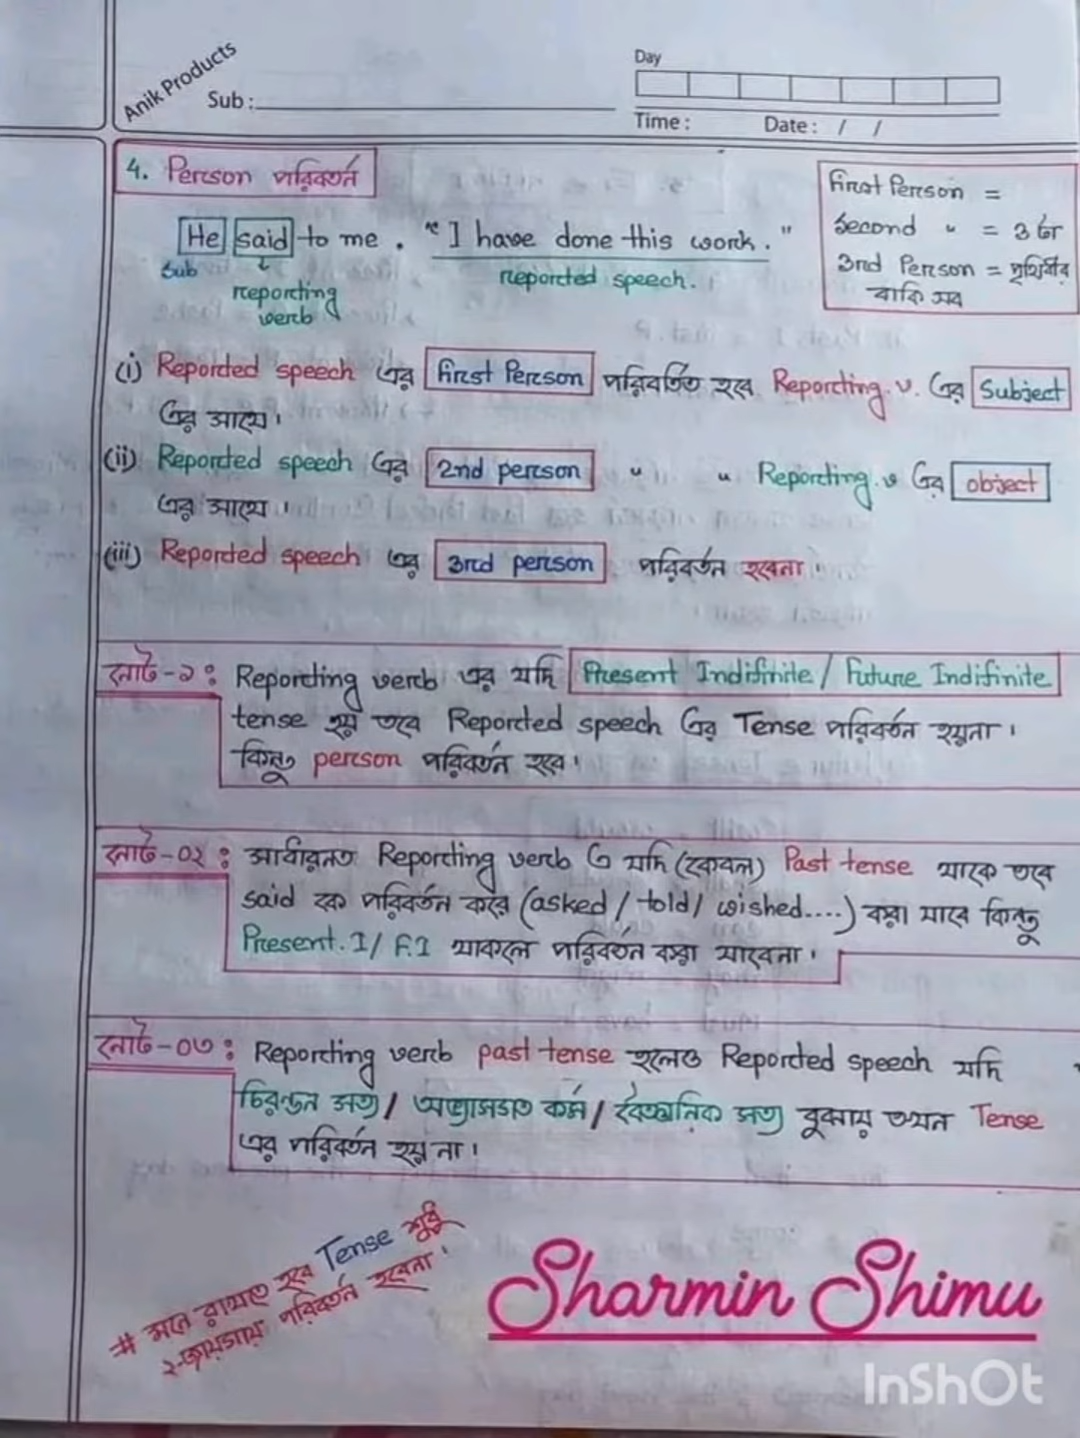 Anik Products
Sub :
Day
Time : Date : / /
4. Person পরিবর্তন
First Person =
Second " = ৩ টা
3rd Person = পৃথিবীর
বাকি সব
He said to me . "I have done this work."
Sub
reporting
verb
reported speech.
(i) Reported speech এর First Person পরিবর্তিত হবে Reporting. v. এর Subject
এর সাথে।
(ii) Reported speech এর 2nd person " " Reporting. v এর object
এর সাথে।
(iii) Reported speech এর 3rd person পরিবর্তন হবেনা।
নোট-১ : Reporting verb এর যদি Present Indifinite / Future Indifinite
tense হয় তবে Reported speech এর Tense পরিবর্তন হয়না।
কিন্তু person পরিবর্তন হবে।
নোট-০২ : সাধারনত Reporting verb এ যদি (কেবল) Past tense থাকে তবে
said কে পরিবর্তন করে (asked / told / wished....) করা যাবে কিন্তু
Present. I / F.I থাকলে পরিবর্তন করা যাবেনা।
নোট-০৩ : Reporting verb past tense হলেও Reported speech যদি
চিরন্তন সত্য / অভ্যাসগত কর্ম / বৈজ্ঞানিক সত্য বুঝায় তখন Tense
এর পরিবর্তন হয় না।
# মনে রাখতে হবে Tense শুধু
২-জায়গায় পরিবর্তন হবেনা।
Sharmin Shimu
InShOt